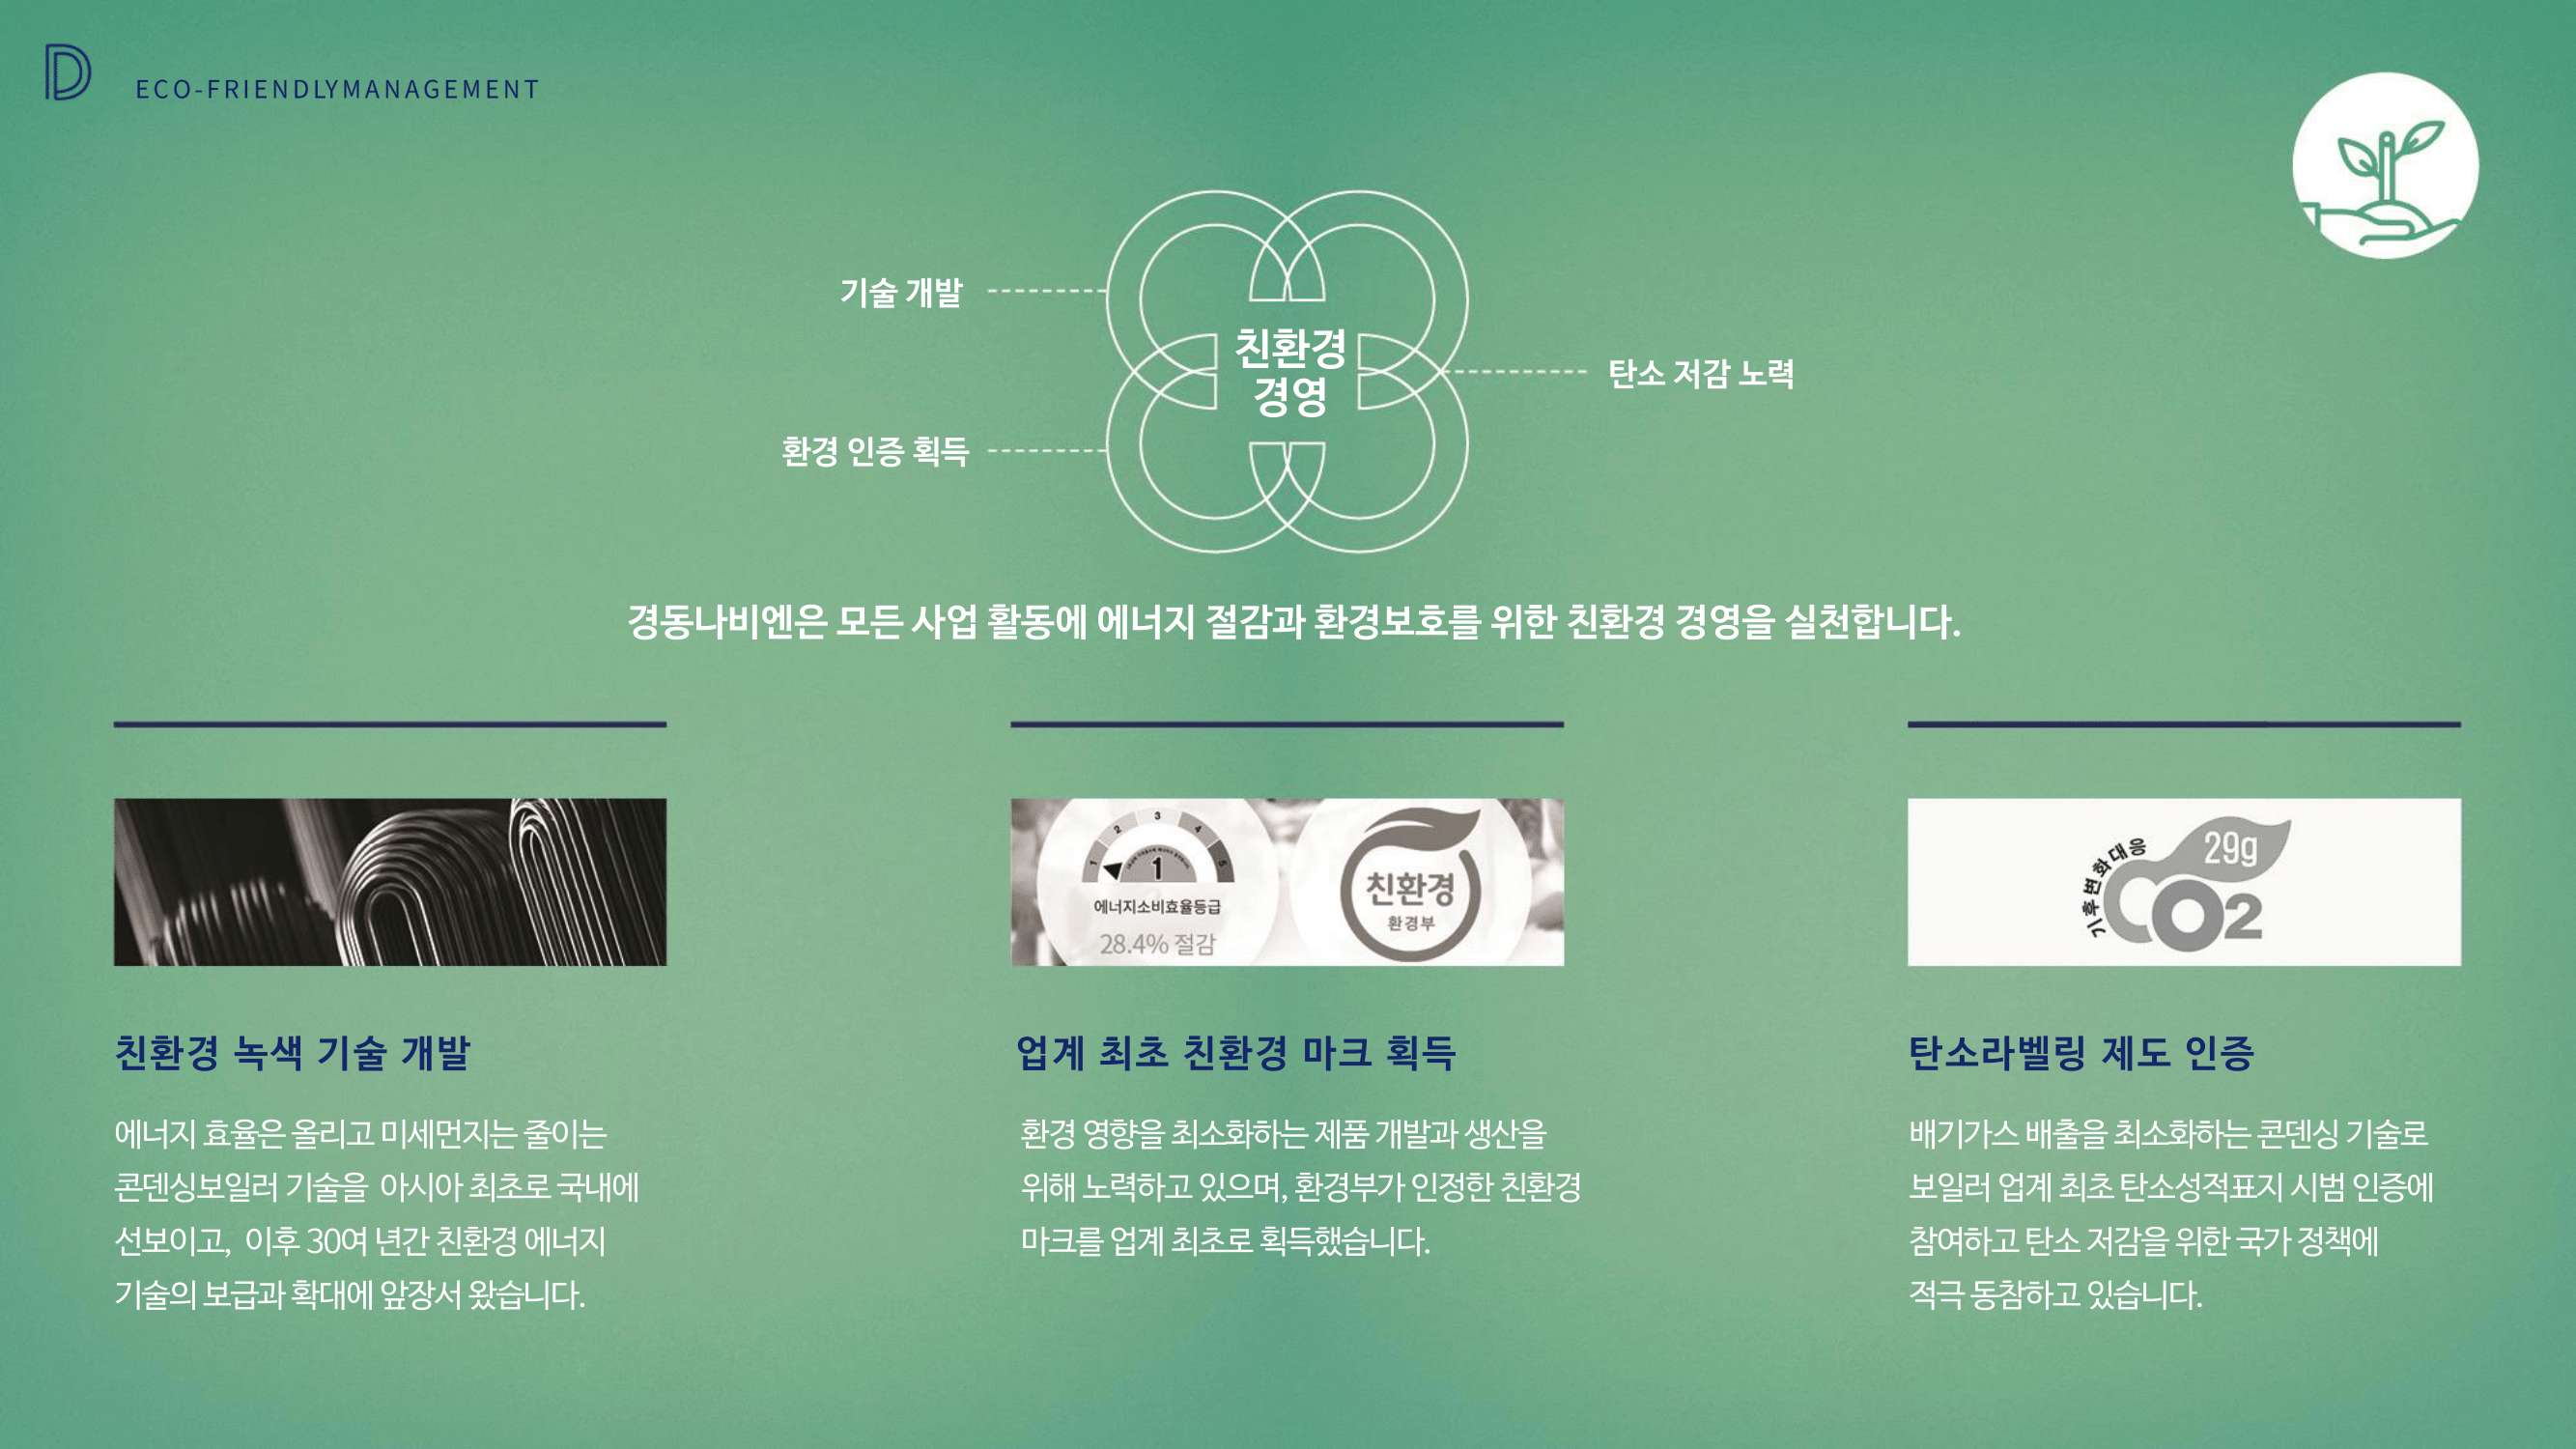 D
ECO-FRIENDLYMANAGEMENT
기술 개발
친환경
경영
탄소 저감 노력
환경 인증 획득
경동나비엔은 모든 사업 활동에 에너지 절감과 환경보호를 위한 친환경 경영을 실천합니다.
1 2 3 4 5
1
에너지소비효율등급
28.4% 절감
친환경
환경부
기후변화대응
29g
CO2
친환경 녹색 기술 개발
에너지 효율은 올리고 미세먼지는 줄이는
콘덴싱보일러 기술을 아시아 최초로 국내에
선보이고, 이후 30여 년간 친환경 에너지
기술의 보급과 확대에 앞장서 왔습니다.
업계 최초 친환경 마크 획득
환경 영향을 최소화하는 제품 개발과 생산을
위해 노력하고 있으며, 환경부가 인정한 친환경
마크를 업계 최초로 획득했습니다.
탄소라벨링 제도 인증
배기가스 배출을 최소화하는 콘덴싱 기술로
보일러 업계 최초 탄소성적표지 시범 인증에
참여하고 탄소 저감을 위한 국가 정책에
적극 동참하고 있습니다.